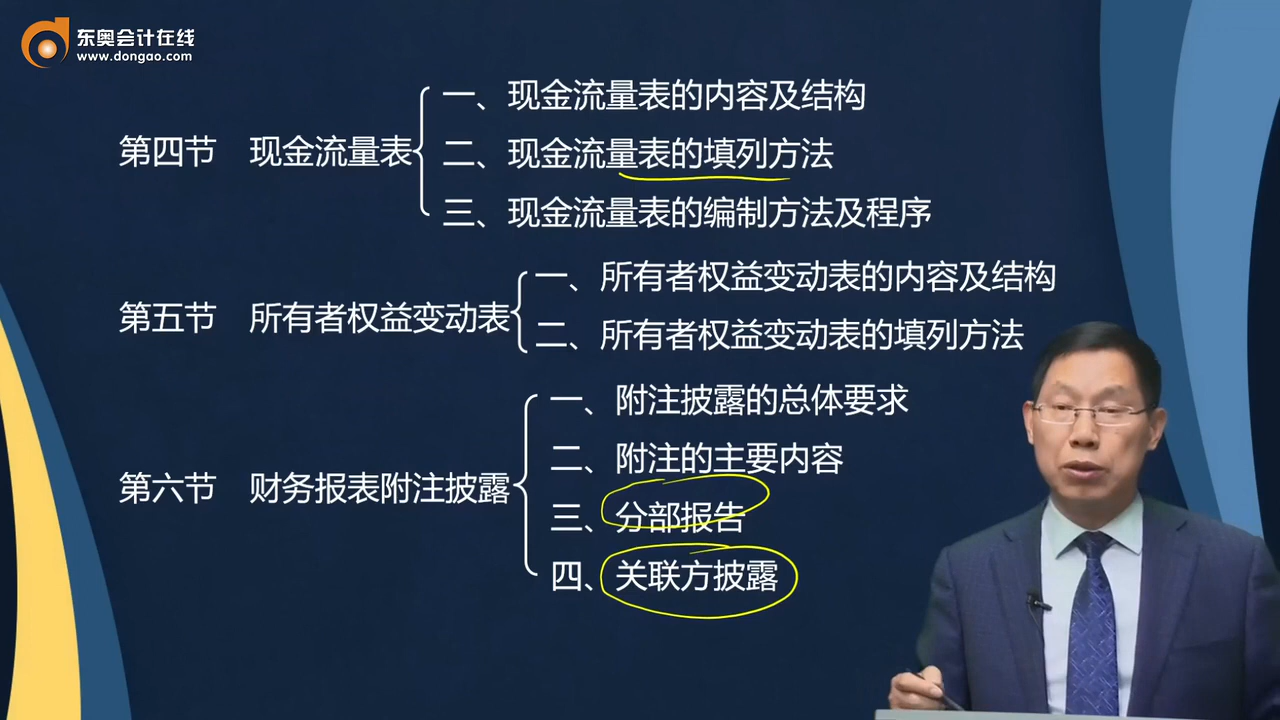 东奥会计在线
www.dongao.com
一、现金流量表的内容及结构
第四节 现金流量表
二、现金流量表的填列方法
三、现金流量表的编制方法及程序
一、所有者权益变动表的内容及结构
第五节 所有者权益变动表
二、所有者权益变动表的填列方法
一、附注披露的总体要求
二、附注的主要内容
第六节 财务报表附注披露
三、分部报告
四、关联方披露